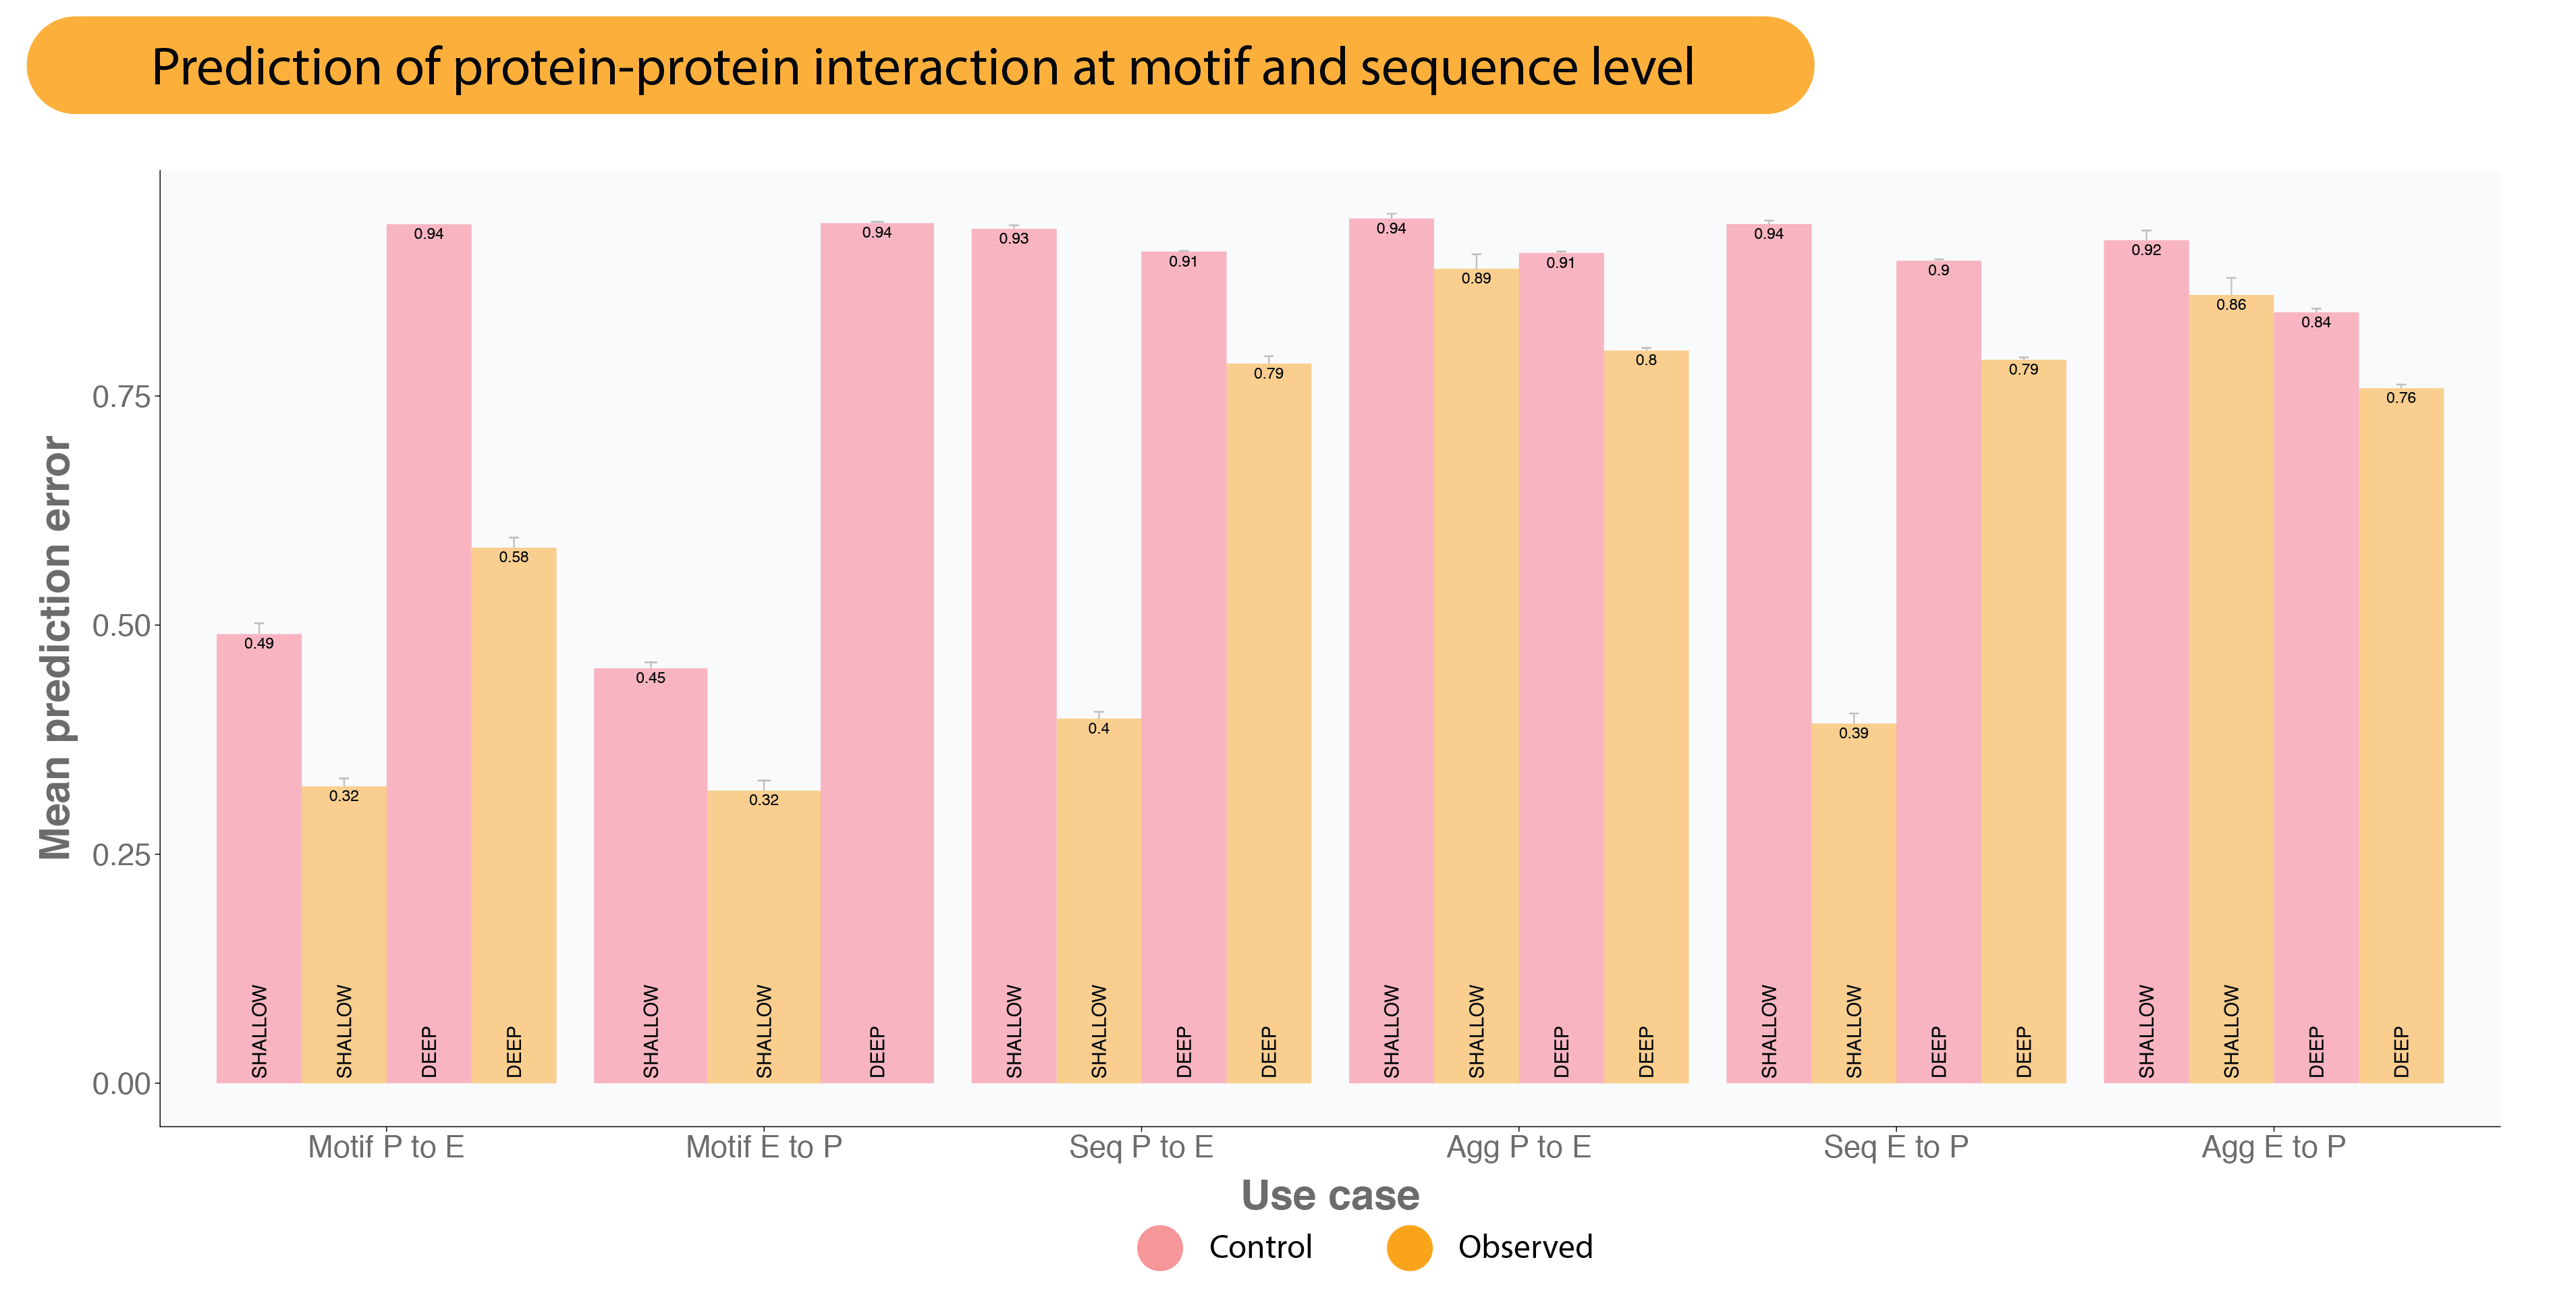 Prediction of protein-protein interaction at motif and sequence level
Mean prediction error
0.75
0.50
0.25
0.00
0.49
0.32
0.94
0.58
0.45
0.32
0.94
0.93
0.4
0.91
0.79
0.94
0.89
0.91
0.8
0.94
0.39
0.9
0.79
0.92
0.86
0.84
0.76
SHALLOW
SHALLOW
DEEP
DEEP
SHALLOW
SHALLOW
DEEP
SHALLOW
SHALLOW
DEEP
DEEP
SHALLOW
SHALLOW
DEEP
DEEP
SHALLOW
SHALLOW
DEEP
DEEP
SHALLOW
SHALLOW
DEEP
DEEP
Motif P to E
Motif E to P
Seq P to E
Agg P to E
Seq E to P
Agg E to P
Use case
Control
Observed